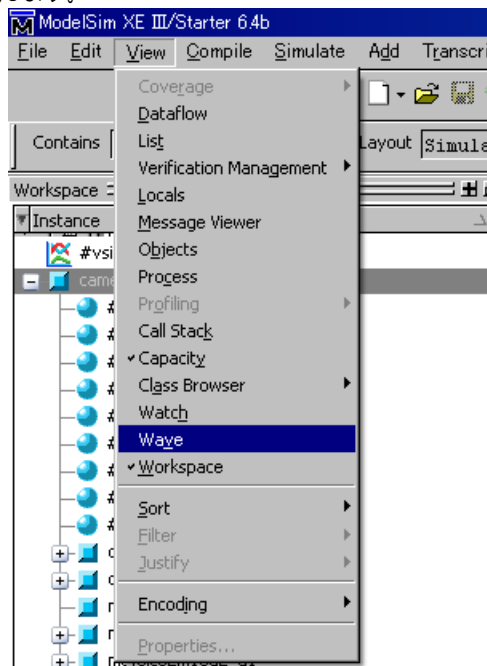 ModelSim XE III/Starter 6.4b
File Edit View Compile Simulate Add Transcri
Contains Layout Simula
Workspace
Instance
#vsi
came
Coverage
Dataflow
List
Verification Management
Locals
Message Viewer
Objects
Process
Profiling
Call Stack
Capacity
Class Browser
Watch
Wave
Workspace
Sort
Filter
Justify
Encoding
Properties...